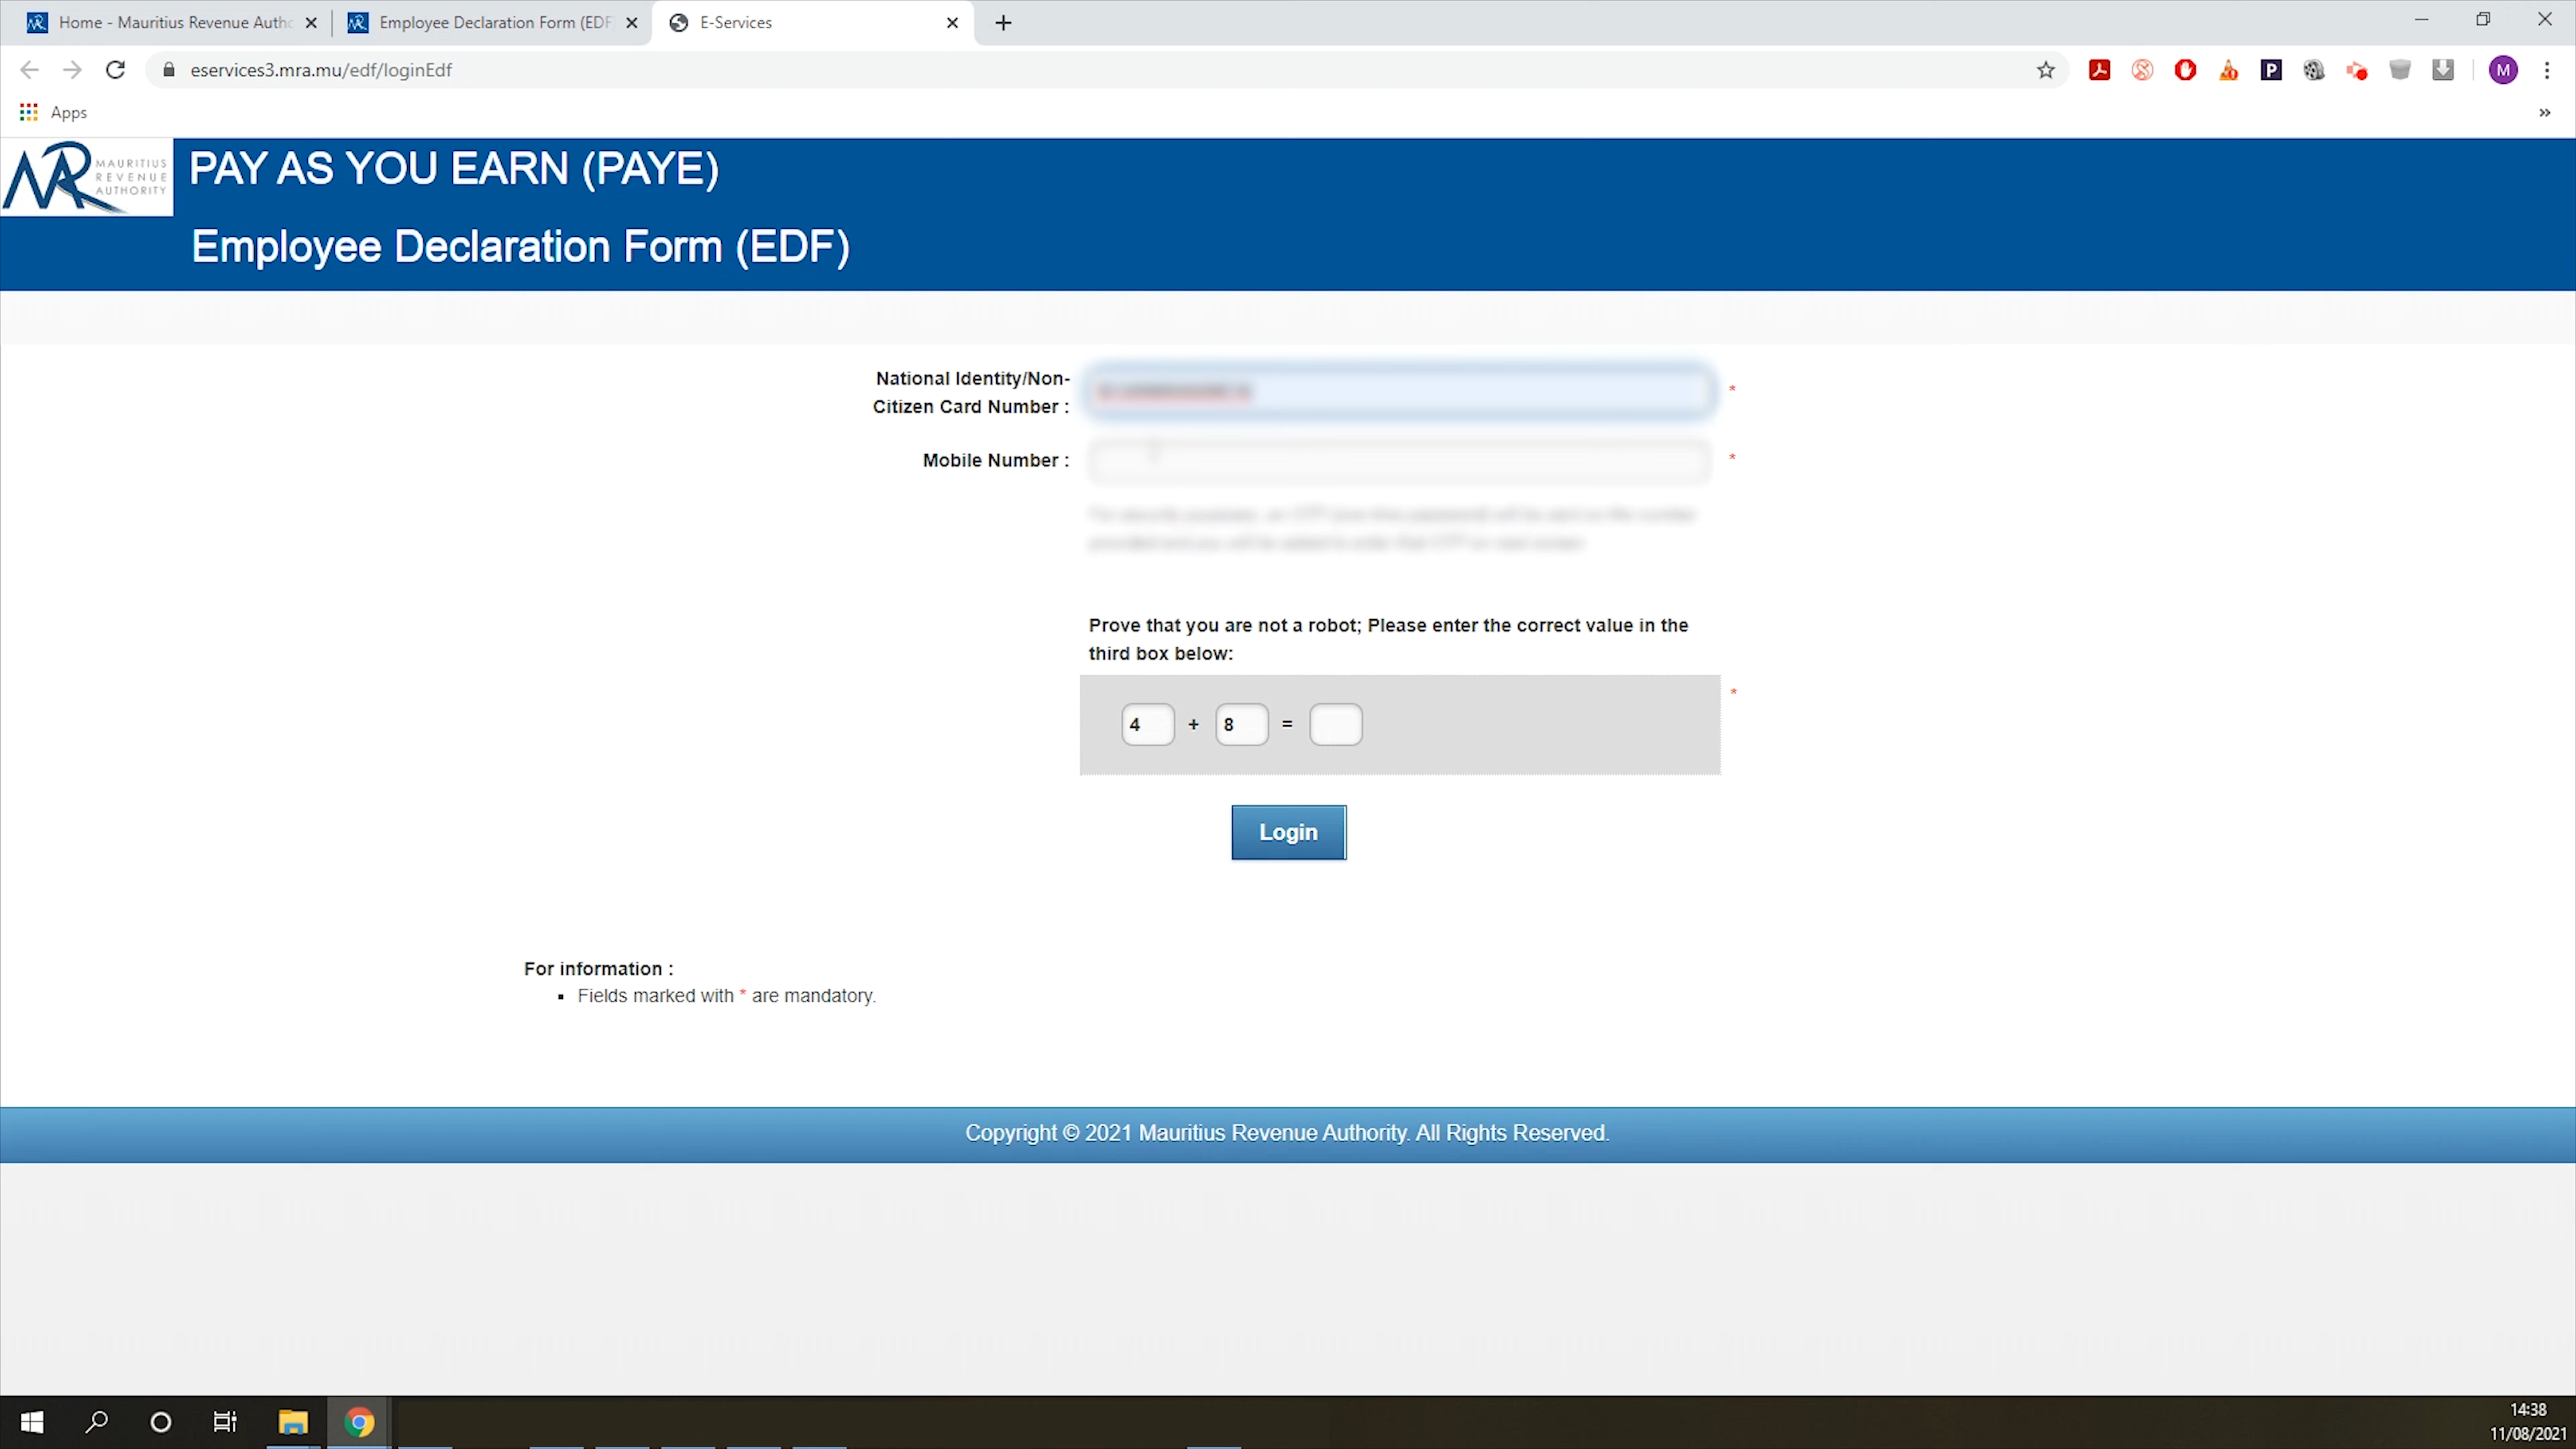 Home - Mauritius Revenue Autho
Employee Declaration Form (EDF
E-Services
eservices3.mra.mu/edf/loginEdf
M
Apps
MAURITIUS
REVENUE
AUTHORITY
PAY AS YOU EARN (PAYE)
Employee Declaration Form (EDF)
National Identity/Non-
Citizen Card Number : *
Mobile Number : *
Prove that you are not a robot; Please enter the correct value in the
third box below:
4 + 8 = *
Login
For information :
▪ Fields marked with * are mandatory.
Copyright © 2021 Mauritius Revenue Authority. All Rights Reserved.
14:38
11/08/2021